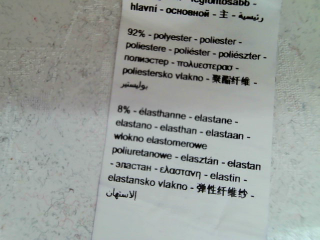 hlavní - основной - 主 - رئيسية -
92% - polyester - poliester -
poliestere - poliéster - poliészter -
полиэстер - πολυεστερασ -
poliestersko vlakno - 聚酯纤维 -
بوليستير
8% - élasthanne - elastane -
elastano - elasthan - elastaan -
włokno elastomerowe
poliuretanowe - elasztán - elastan
- эластан - ελαστανη - elastin -
elastansko vlakno - 弹性纤维纱 -
الاستهان